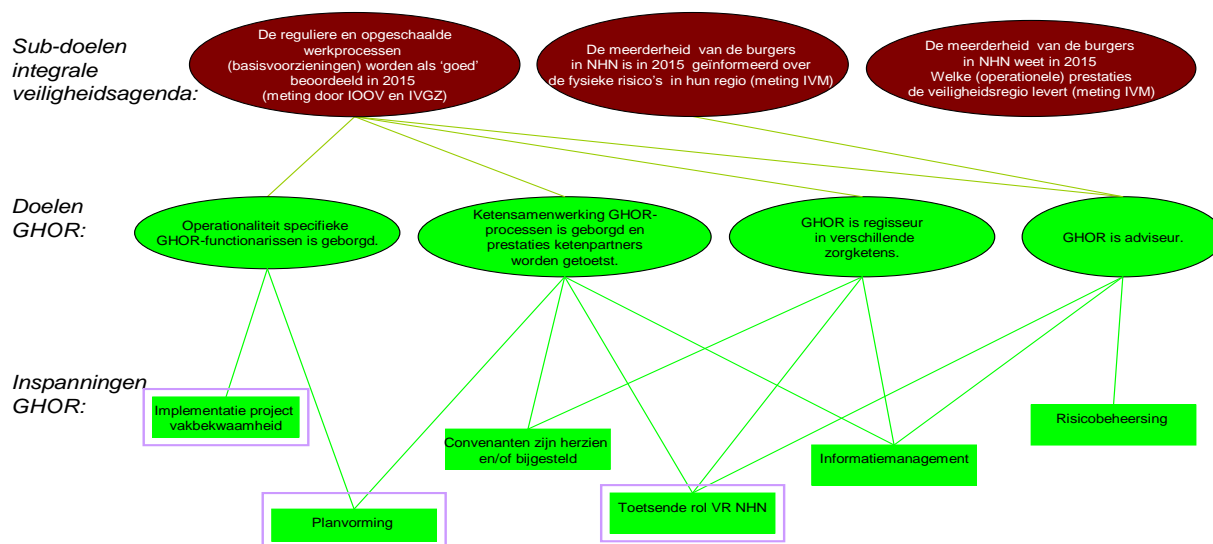 Sub-doelen
integrale
veiligheidsagenda:
De reguliere en opgeschaalde
werkprocessen
(basisvoorzieningen) worden als ‘goed’
beoordeeld in 2015
(meting door IOOV en IVGZ)
De meerderheid van de burgers
in NHN is in 2015 geïnformeerd over
de fysieke risico’s in hun regio (meting IVM)
De meerderheid van de burgers
in NHN weet in 2015
Welke (operationele) prestaties
de veiligheidsregio levert (meting IVM)
Doelen
GHOR:
Operationaliteit specifieke
GHOR-functionarissen is geborgd.
Ketensamenwerking GHOR-
processen is geborgd en
prestaties ketenpartners
worden getoetst.
GHOR is regisseur
in verschillende
zorgketens.
GHOR is adviseur.
Inspanningen
GHOR:
Implementatie project
vakbekwaamheid
Convenanten zijn herzien
en/of bijgesteld
Informatiemanagement
Risicobeheersing
Planvorming
Toetsende rol VR NHN